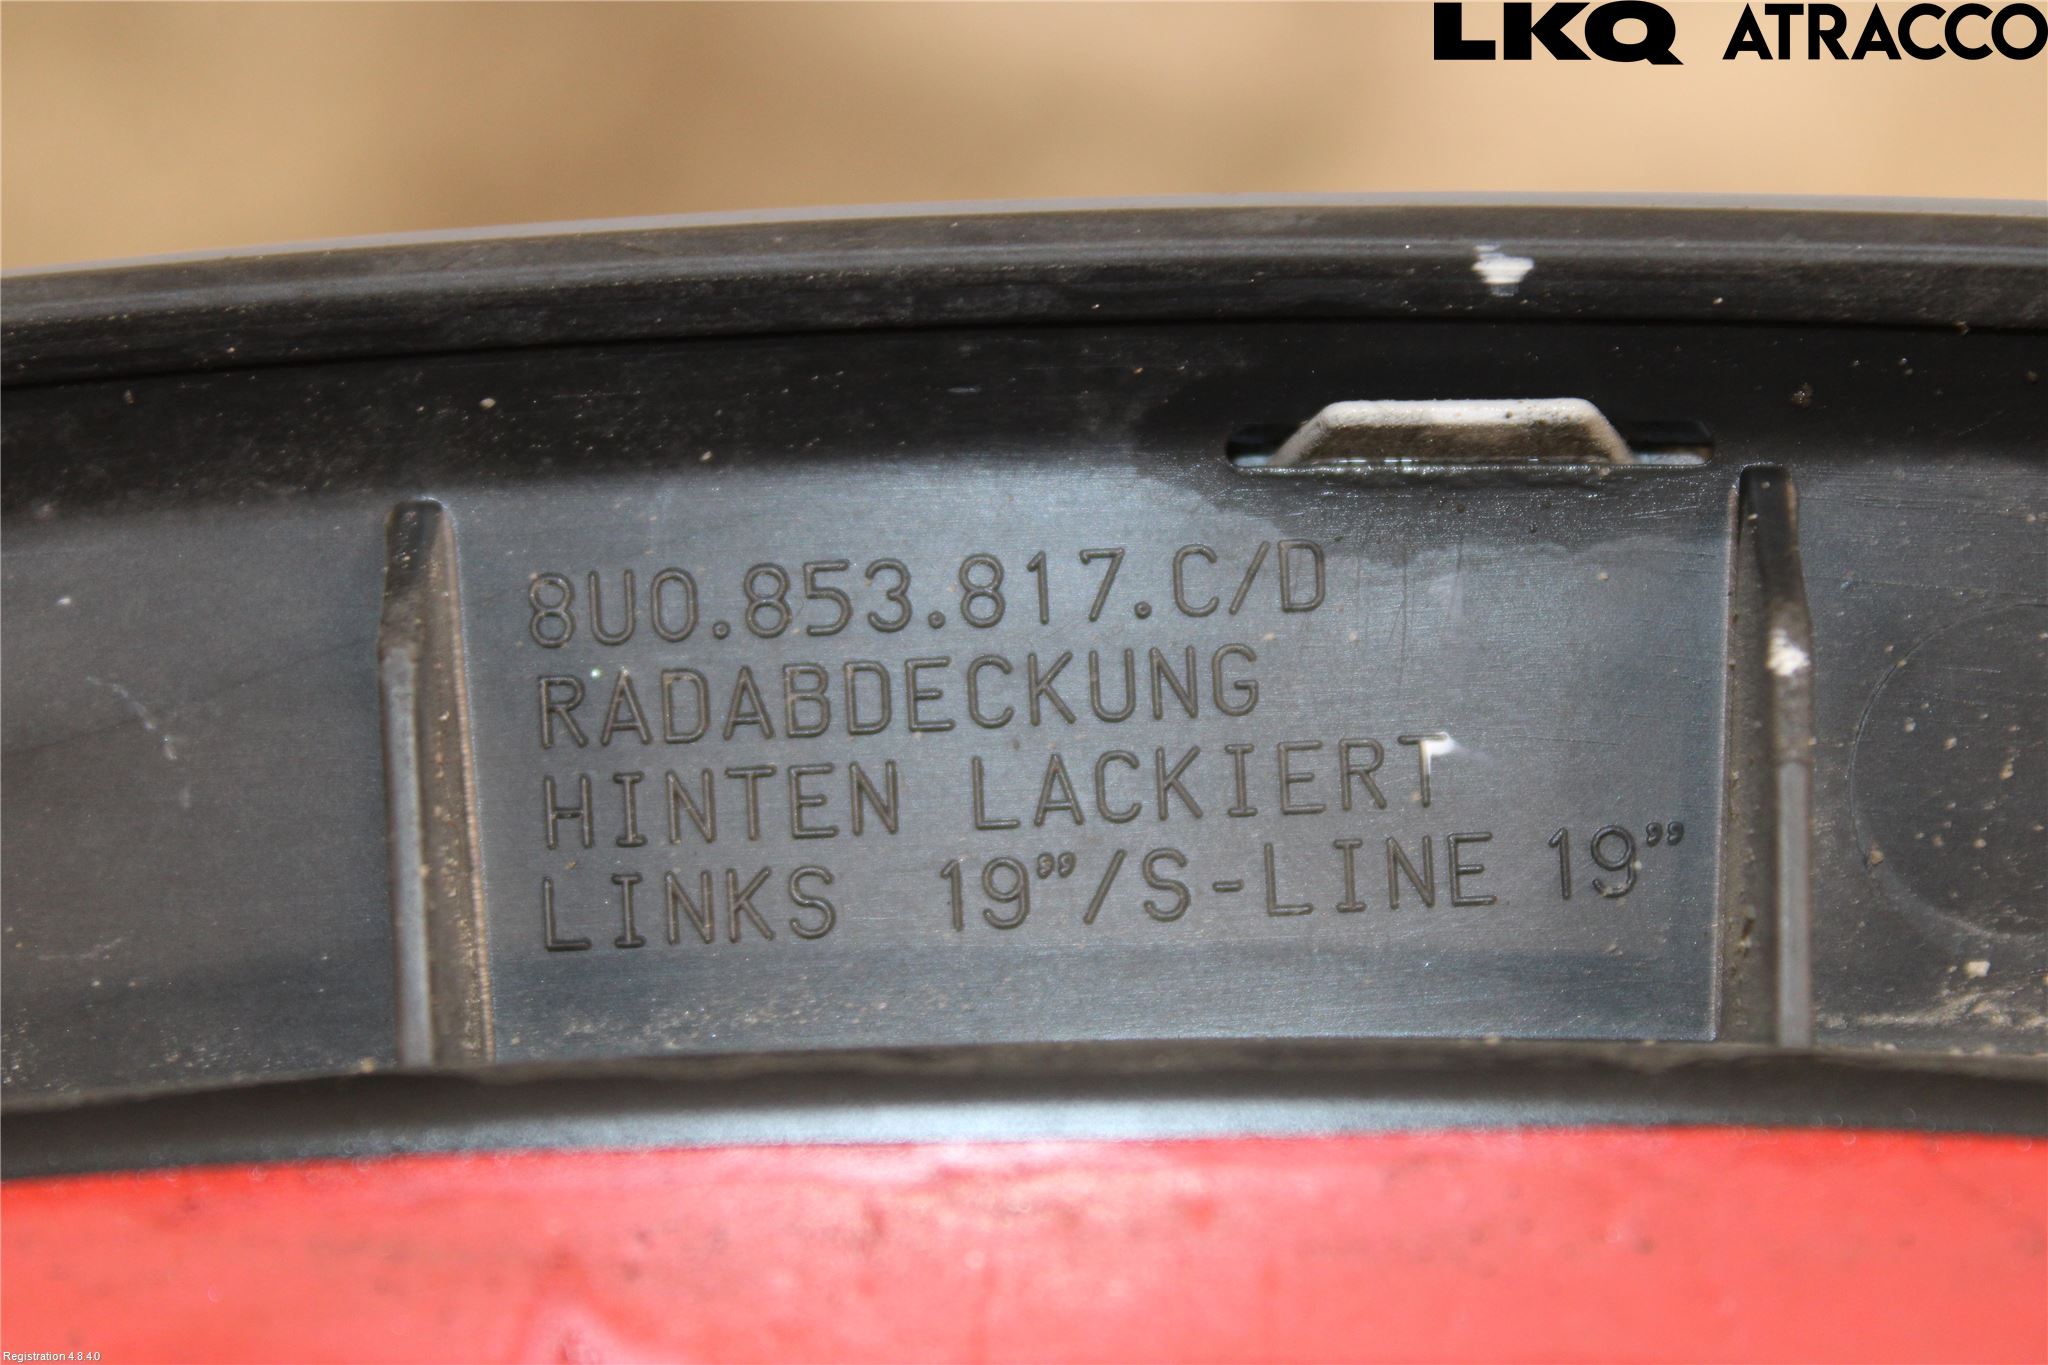 LKQ ATRACCO
8U0.853.817.C/D
RADABDECKUNG
HINTEN LACKIERT
LINKS 19”/S-LINE 19”
Registration 4.8.4.0